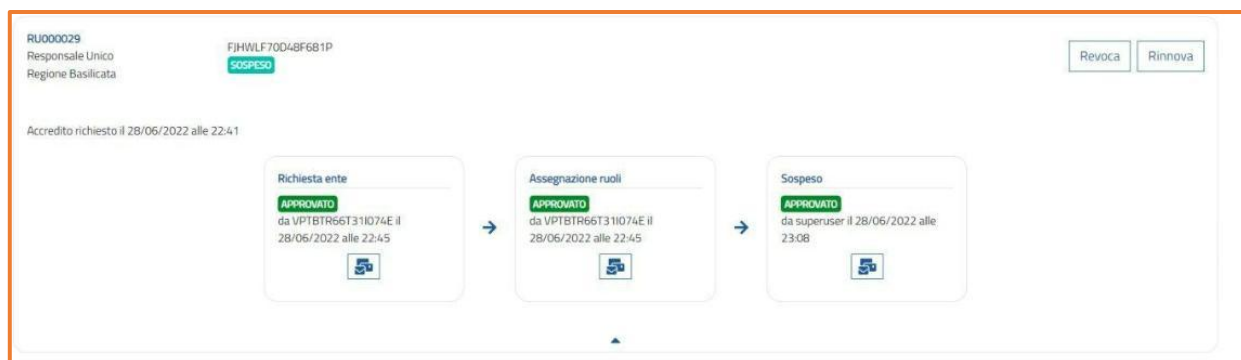 RU000029
Responsale Unico
Regione Basilicata
FJHWLF70D48F681P
SOSPESO
Revoca
Rinnova
Accredito richiesto il 28/06/2022 alle 22:41
Richiesta ente
APPROVATO
da VPTBTR66T31I074E il
28/06/2022 alle 22:45
Assegnazione ruoli
APPROVATO
da VPTBTR66T31I074E il
28/06/2022 alle 22:45
Sospeso
APPROVATO
da superuser il 28/06/2022 alle
23:08